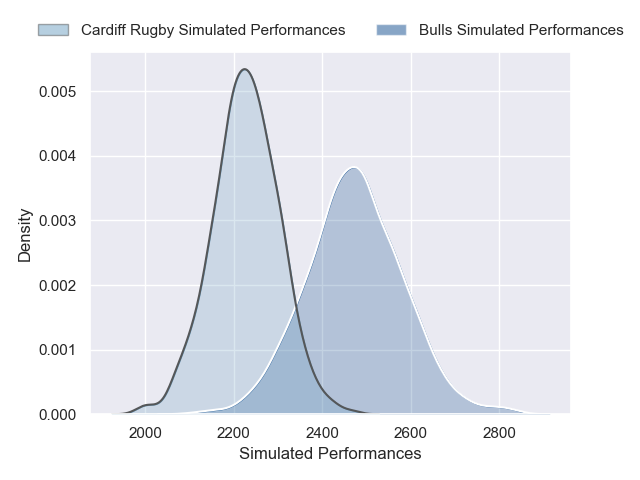 Cardiff Rugby Simulated Performances Bulls Simulated Performances
0.005
0.004
0.003
0.002
0.001
0.000
Density
2000 2200 2400 2600 2800
Simulated Performances